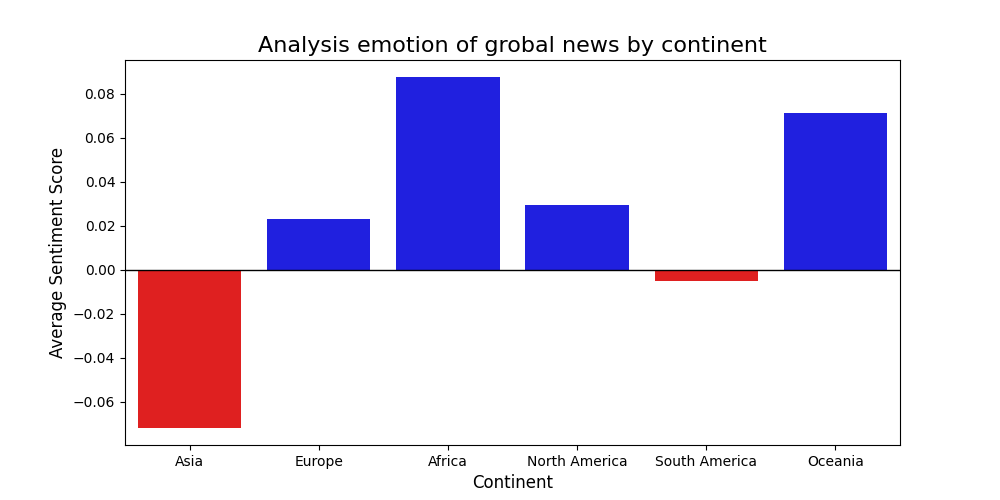 Analysis emotion of grobal news by continent
Average Sentiment Score
0.08
0.06
0.04
0.02
0.00
−0.02
−0.04
−0.06
Asia Europe Africa North America South America Oceania
Continent